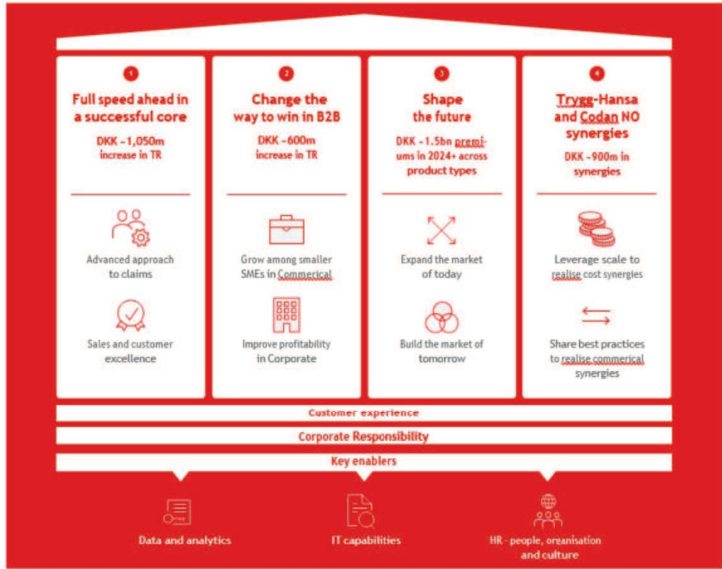 1
Full speed ahead in
a successful core
DKK ~1,050m
increase in TR
Advanced approach
to claims
Sales and customer
excellence
2
Change the
way to win in B2B
DKK ~600m
increase in TR
Grow among smaller
SMEs in Commerical
Improve profitability
in Corporate
3
Shape
the future
DKK ~1.5bn premi-
ums in 2024+ across
product types
Expand the market
of today
Build the market of
tomorrow
4
Trygg-Hansa
and Codan NO
synergies
DKK ~900m in
synergies
Leverage scale to
realise cost synergies
Share best practices
to realise commerical
synergies
Customer experience
Corporate Responsibility
Key enablers
Data and analytics
IT capabilities
HR - people, organisation
and culture